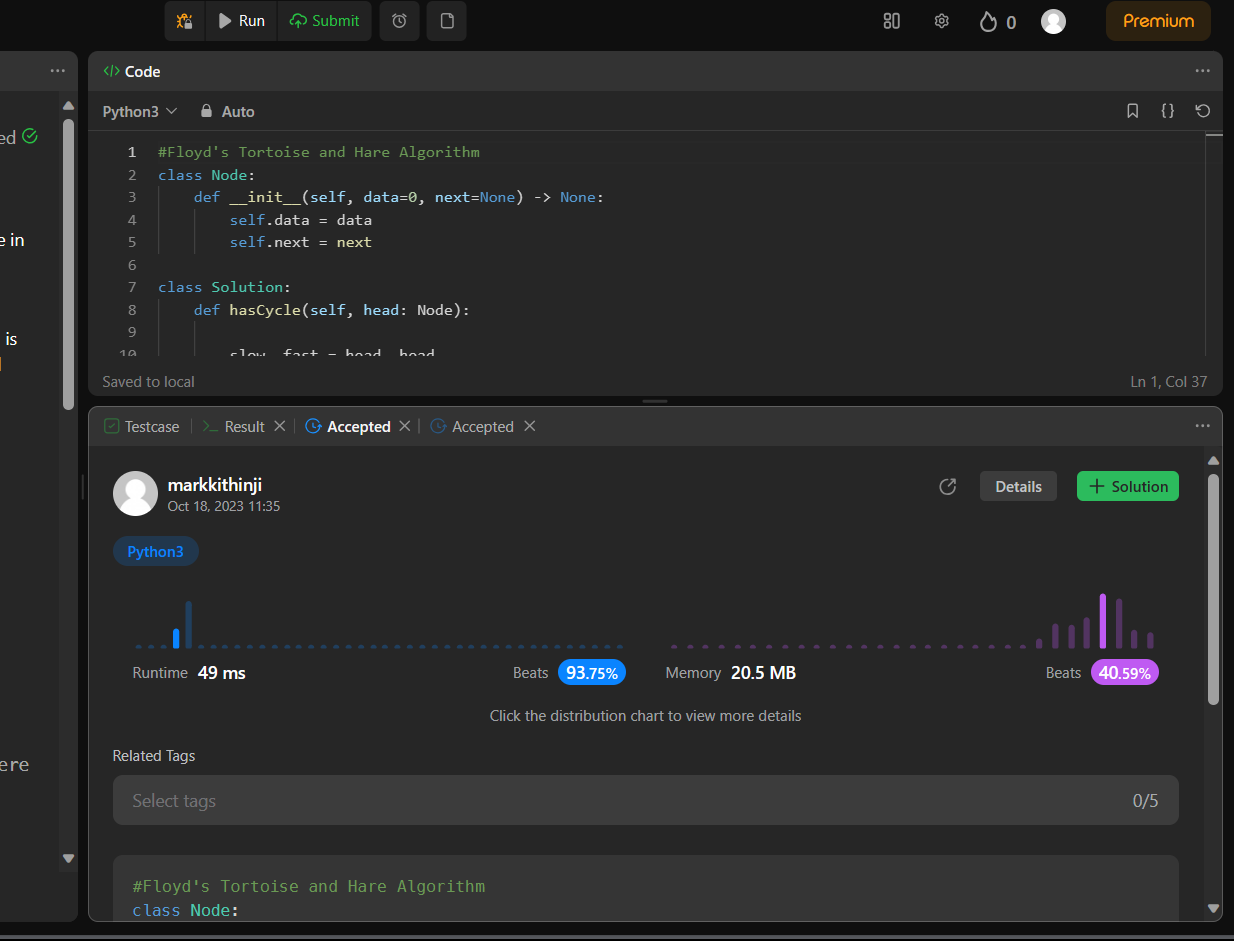 Run
Submit
0
Premium
ed
e in
is
ere
</> Code
Python3
Auto
{}
1 #Floyd's Tortoise and Hare Algorithm
2 class Node:
3 def __init__(self, data=0, next=None) -> None:
4 self.data = data
5 self.next = next
6
7 class Solution:
8 def hasCycle(self, head: Node):
9
10 slow, fast = head, head
Saved to local
Ln 1, Col 37
Testcase
Result
Accepted
Accepted
markkithinji
Oct 18, 2023 11:35
Details
+ Solution
Python3
Runtime 49 ms
Beats 93.75%
Memory 20.5 MB
Beats 40.59%
Click the distribution chart to view more details
Related Tags
Select tags
0/5
#Floyd's Tortoise and Hare Algorithm
class Node: